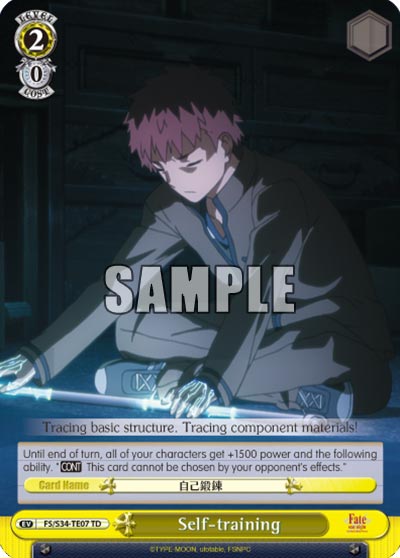 LEVEL
2
0
COST
SAMPLE
Tracing basic structure. Tracing component materials!
Until end of turn, all of your characters get +1500 power and the following
ability. "CONT This card cannot be chosen by your opponent's effects."
Card Name 自己鍛錬
EV FS/S34-TE07 TD Self-training Fate
©TYPE-MOON, ufotable, FSNPC